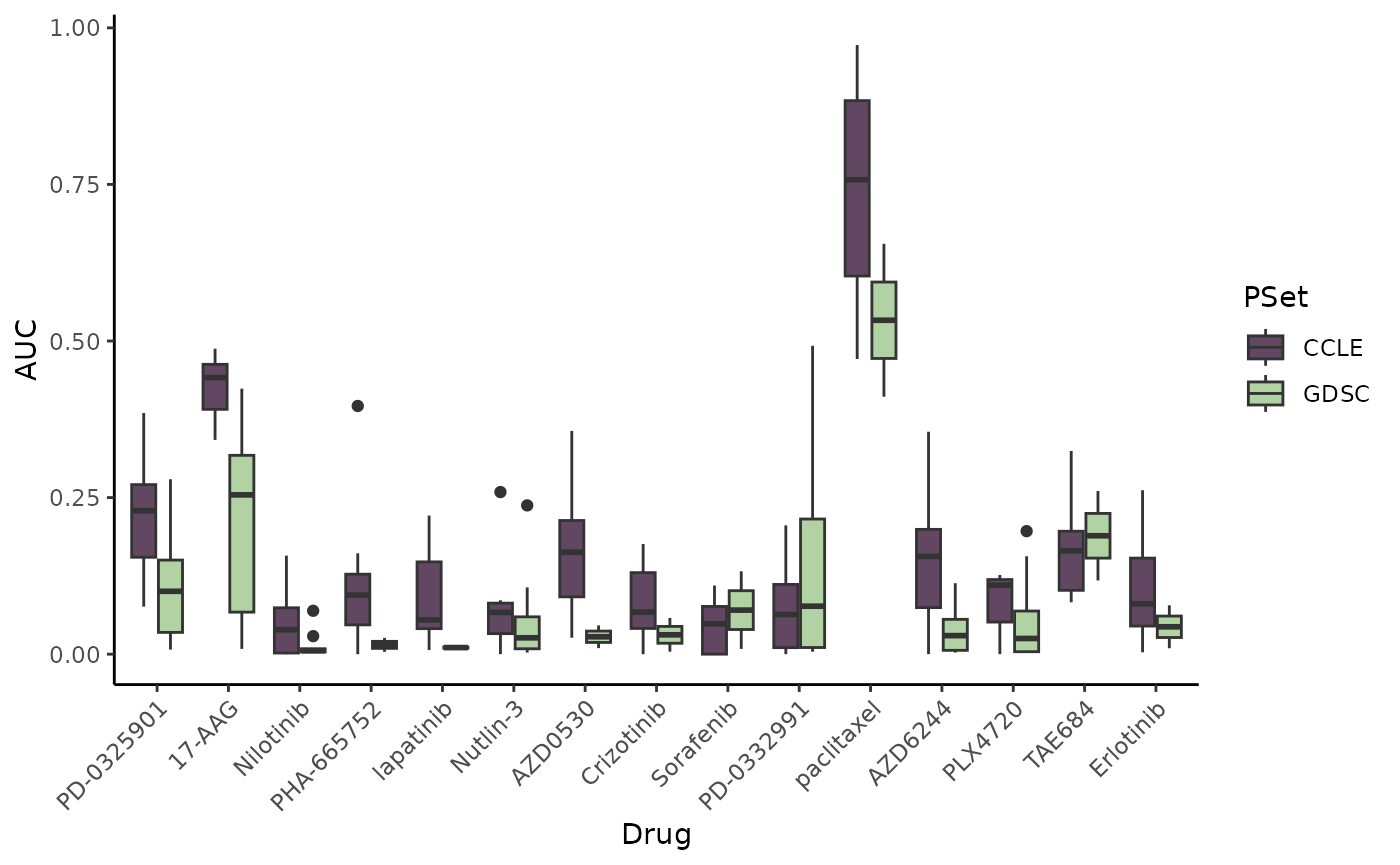 1.00
0.75
0.50
0.25
0.00
AUC
PD-0325901
17-AAG
Nilotinib
PHA-665752
lapatinib
Nutlin-3
AZD0530
Crizotinib
Sorafenib
PD-0332991
paclitaxel
AZD6244
PLX4720
TAE684
Erlotinib
Drug
PSet
CCLE
GDSC